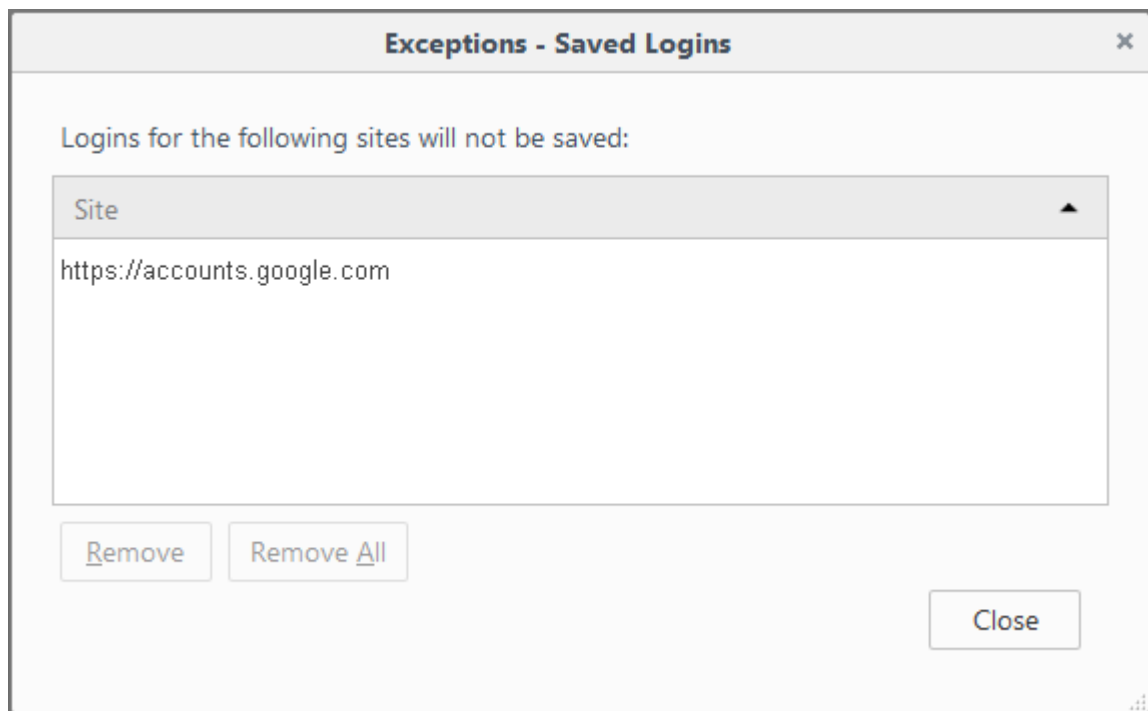 Exceptions - Saved Logins
Logins for the following sites will not be saved:
Site
https://accounts.google.com
Remove
Remove All
Close